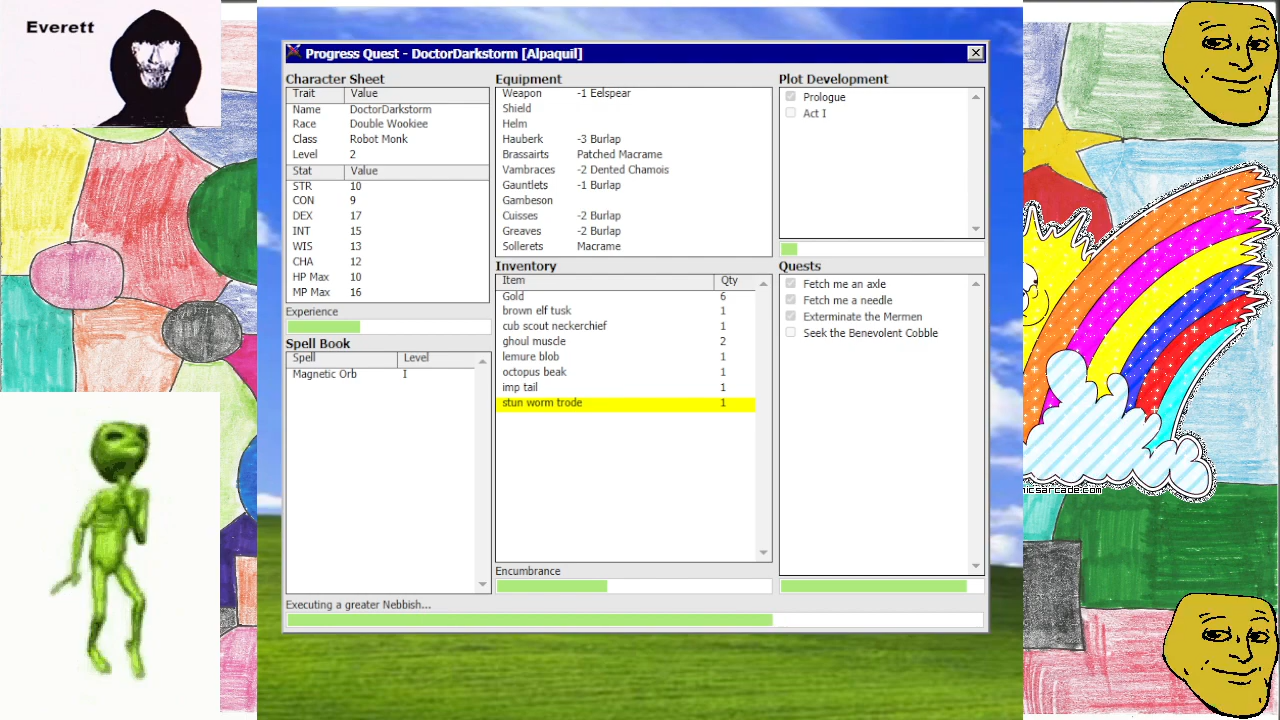 Everett
Progress Quest - DoctorDarkstorm [Alpaquil]
Character Sheet
Trait Value
Name DoctorDarkstorm
Race Double Wookiee
Class Robot Monk
Level 2
Stat Value
STR 10
CON 9
DEX 17
INT 15
WIS 13
CHA 12
HP Max 10
MP Max 16
Experience
Spell Book
Spell Level
Magnetic Orb I
Equipment
Weapon -1 Eelspear
Shield
Helm
Hauberk -3 Burlap
Brassairts Patched Macrame
Vambraces -2 Dented Chamois
Gauntlets -1 Burlap
Gambeson
Cuisses -2 Burlap
Greaves -2 Burlap
Sollerets Macrame
Inventory
Item Qty
Gold 6
brown elf tusk 1
cub scout neckerchief 1
ghoul muscle 2
lemure blob 1
octopus beak 1
imp tail 1
stun worm trode 1
Encumbrance
Plot Development
Prologue
Act I
Quests
Fetch me an axle
Fetch me a needle
Exterminate the Mermen
Seek the Benevolent Cobble
Executing a greater Nebbish...